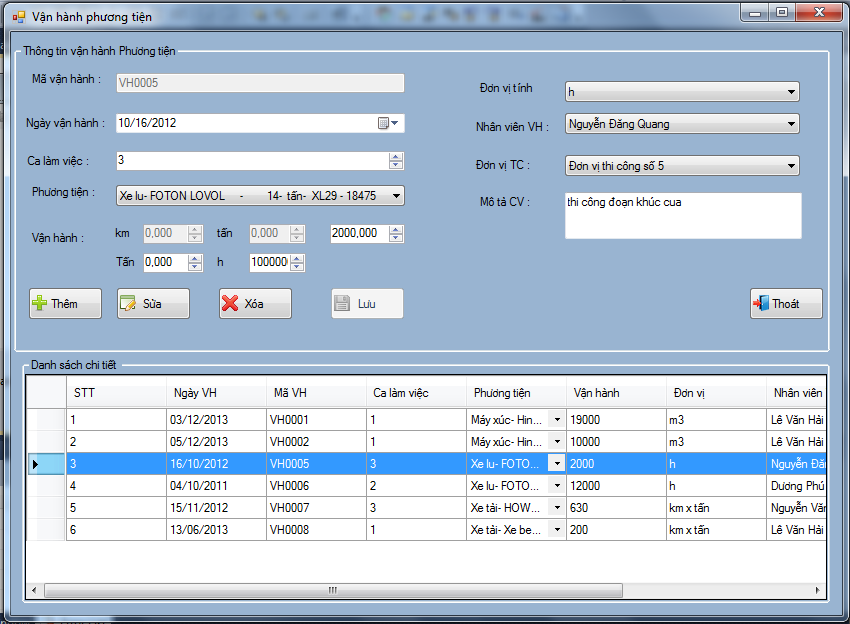 Vận hành phương tiện
Thông tin vận hành Phương tiện
Mã vận hành : VH0005
Đơn vị tính h
Ngày vận hành : 10/16/2012
Nhân viên VH : Nguyễn Đăng Quang
Ca làm việc : 3
Đơn vị TC : Đơn vị thi công số 5
Phương tiện : Xe lu- FOTON LOVOL - 14- tấn- XL29 - 18475
Mô tả CV : thi công đoạn khúc cua
Vận hành : km 0,000 tấn 0,000 2000,000
Tấn 0,000 h 100000
Thêm Sửa Xóa Lưu Thoát
Danh sách chi tiết
STT Ngày VH Mã VH Ca làm việc Phương tiện Vận hành Đơn vị Nhân viên
1 03/12/2013 VH0001 1 Máy xúc- Hin... 19000 m3 Lê Văn Hải
2 05/12/2013 VH0002 1 Máy xúc- Hin... 10000 m3 Lê Văn Hải
3 16/10/2012 VH0005 3 Xe lu- FOTO... 2000 h Nguyễn Đă
4 04/10/2011 VH0006 2 Xe lu- FOTO... 12000 h Dương Phú
5 15/11/2012 VH0007 3 Xe tải- HOW... 630 km x tấn Nguyễn Văn
6 13/06/2013 VH0008 1 Xe tải- Xe be... 200 km x tấn Lê Văn Hải